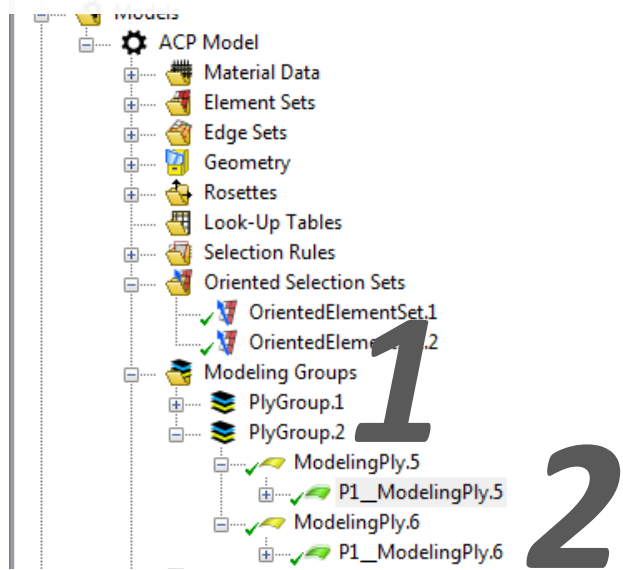 Models
ACP Model
Material Data
Element Sets
Edge Sets
Geometry
Rosettes
Look-Up Tables
Selection Rules
Oriented Selection Sets
OrientedElementSet.1
.2
Modeling Groups
PlyGroup.1
PlyGroup.2
1
ModelingPly.5
P1__ModelingPly.5
ModelingPly.6
P1__ModelingPly.6
2